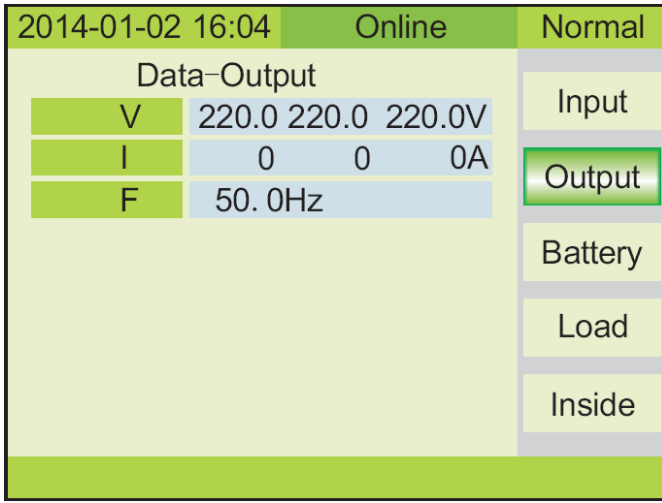 2014-01-02 16:04 Online Normal
Data-Output
V 220.0 220.0 220.0V
I 0 0 0A
F 50. 0Hz
Input
Output
Battery
Load
Inside